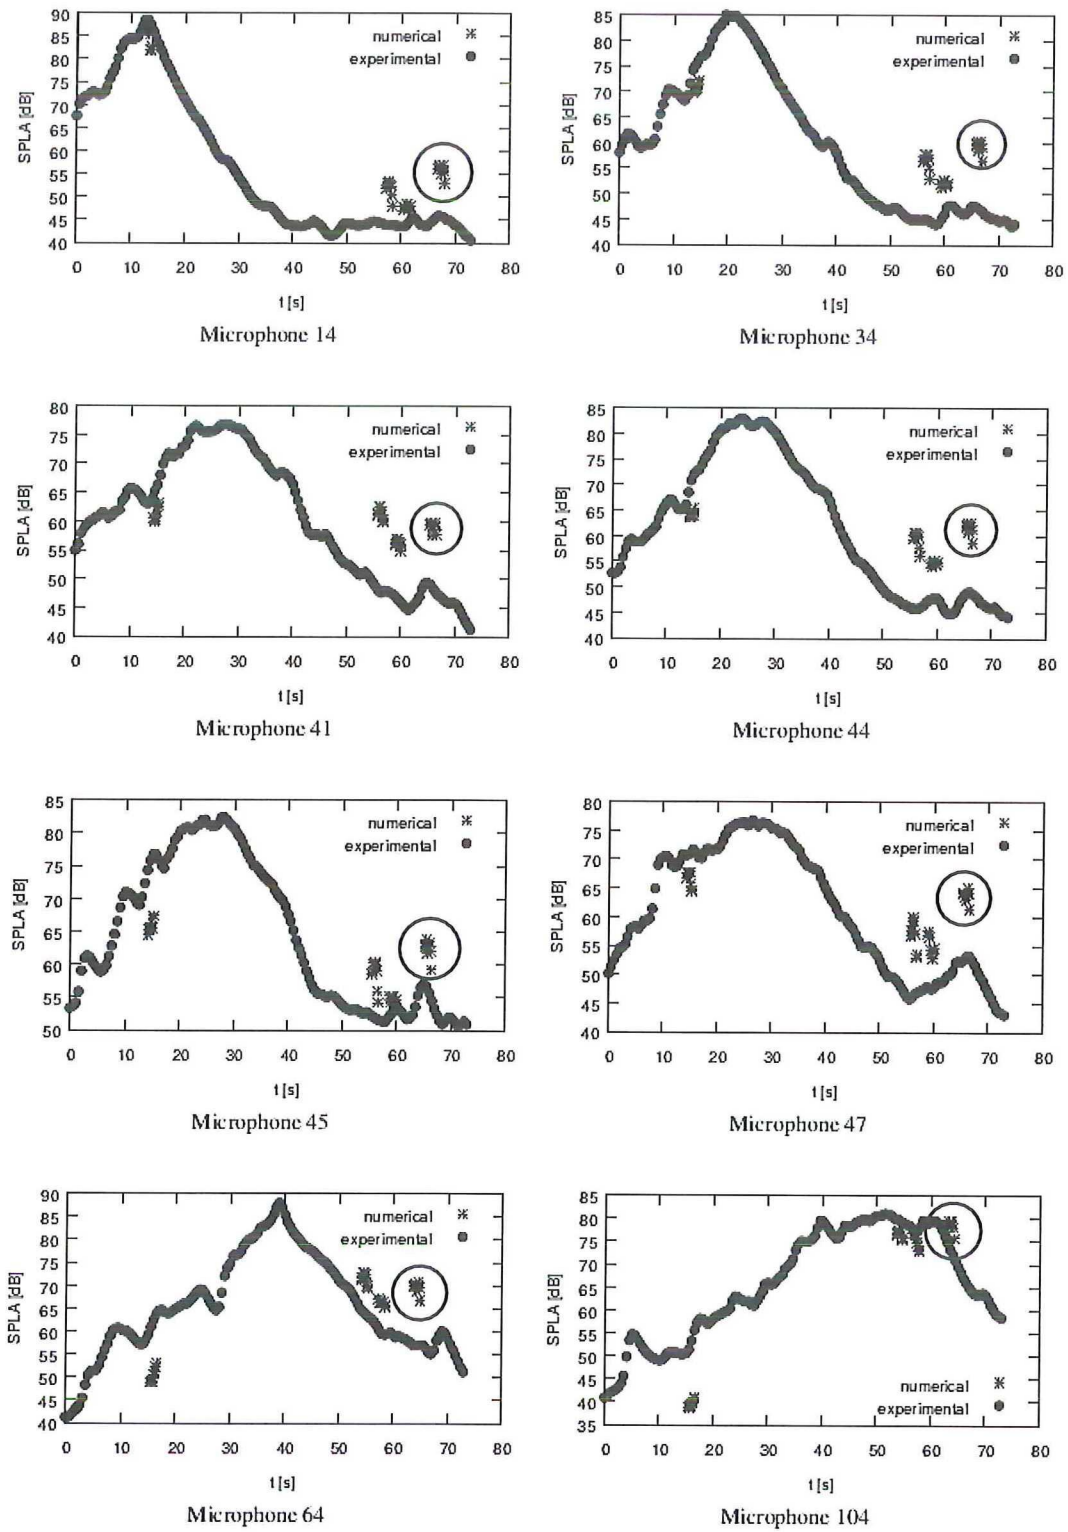 90
85
80
75
70
65
60
55
50
45
40
SPLA [dB]
numerical
experimental
0 10 20 30 40 50 60 70 80
t [s]
Microphone 14
85
80
75
70
65
60
55
50
45
40
SPLA [dB]
numerical
experimental
0 10 20 30 40 50 60 70 80
t [s]
Microphone 34
80
75
70
65
60
55
50
45
40
SPLA [dB]
numerical
experimental
0 10 20 30 40 50 60 70 80
t [s]
Microphone 41
85
80
75
70
65
60
55
50
45
40
SPLA [dB]
numerical
experimental
0 10 20 30 40 50 60 70 80
t [s]
Microphone 44
85
80
75
70
65
60
55
50
SPLA [dB]
numerical
experimental
0 10 20 30 40 50 60 70 80
t [s]
Microphone 45
80
75
70
65
60
55
50
45
40
SPLA [dB]
numerical
experimental
0 10 20 30 40 50 60 70 80
t [s]
Microphone 47
90
85
80
75
70
65
60
55
50
45
40
SPLA [dB]
numerical
experimental
0 10 20 30 40 50 60 70 80
t [s]
Microphone 64
85
80
75
70
65
60
55
50
45
40
35
SPLA [dB]
numerical
experimental
0 10 20 30 40 50 60 70 80
t [s]
Microphone 104